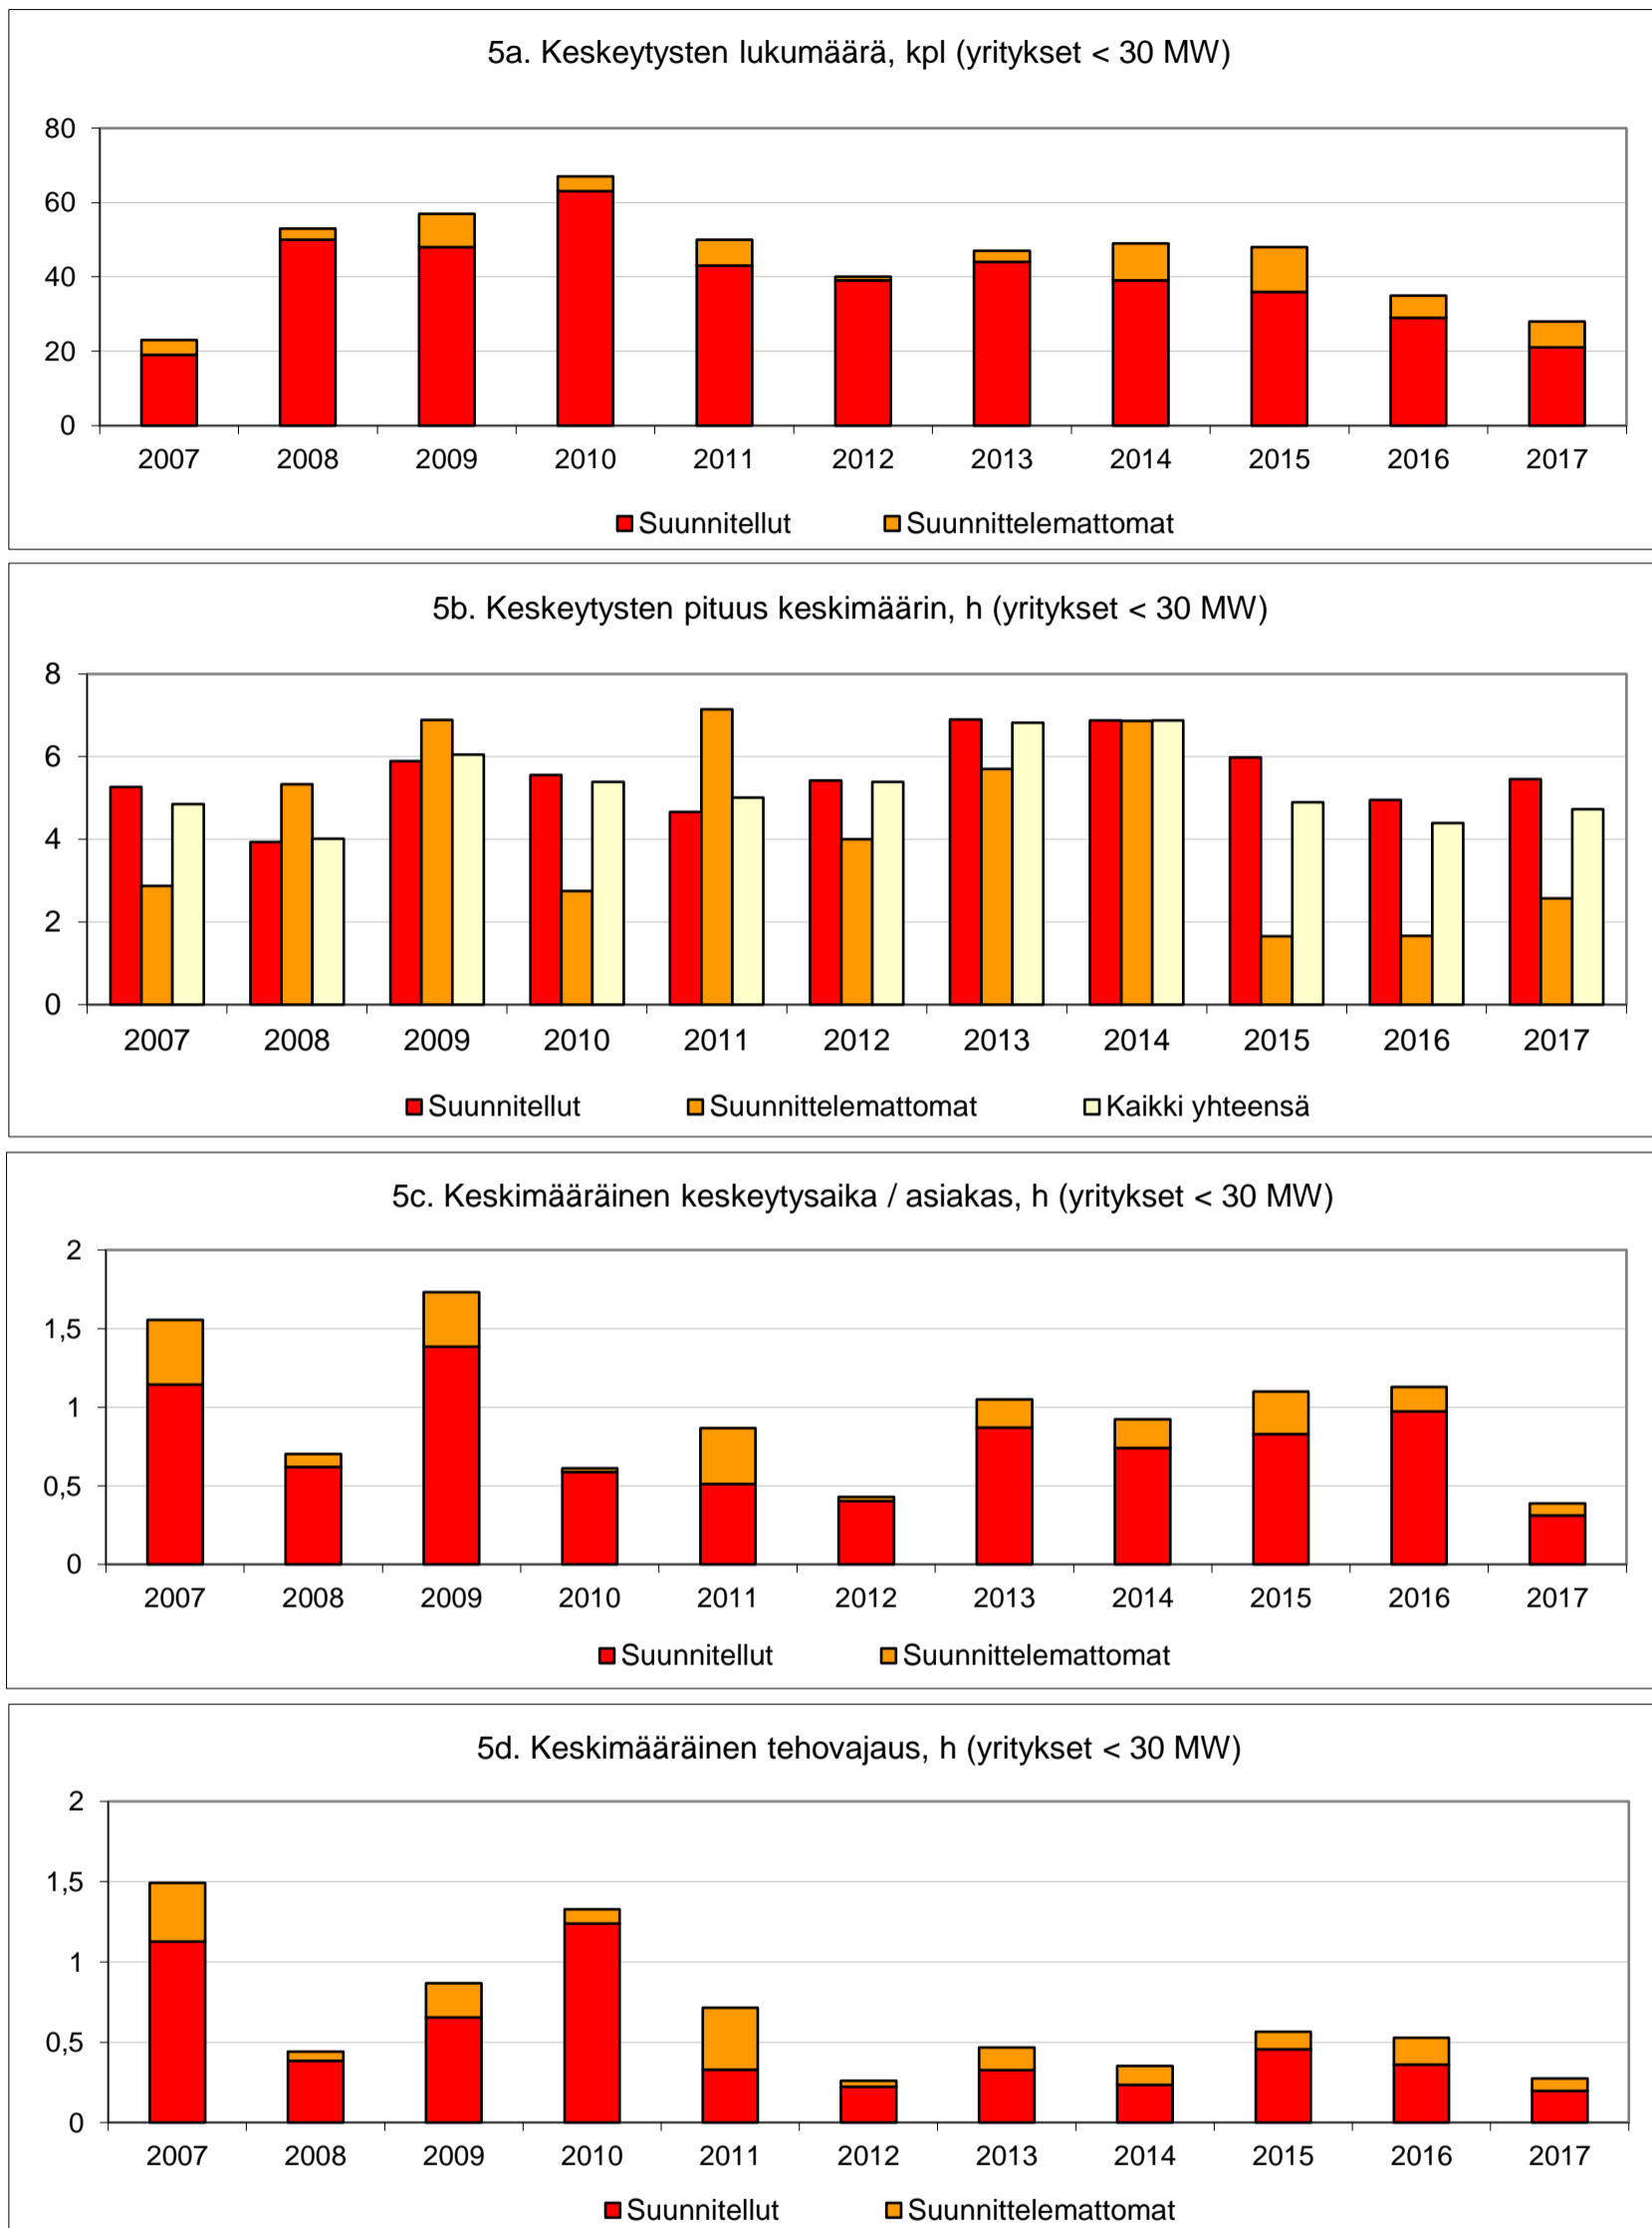 5a. Keskeytysten lukumäärä, kpl (yritykset < 30 MW)
80
60
40
20
0
2007 2008 2009 2010 2011 2012 2013 2014 2015 2016 2017
Suunnitellut Suunnittelemattomat
5b. Keskeytysten pituus keskimäärin, h (yritykset < 30 MW)
8
6
4
2
0
2007 2008 2009 2010 2011 2012 2013 2014 2015 2016 2017
Suunnitellut Suunnittelemattomat Kaikki yhteensä
5c. Keskimääräinen keskeytysaika / asiakas, h (yritykset < 30 MW)
2
1,5
1
0,5
0
2007 2008 2009 2010 2011 2012 2013 2014 2015 2016 2017
Suunnitellut Suunnittelemattomat
5d. Keskimääräinen tehovajaus, h (yritykset < 30 MW)
2
1,5
1
0,5
0
2007 2008 2009 2010 2011 2012 2013 2014 2015 2016 2017
Suunnitellut Suunnittelemattomat